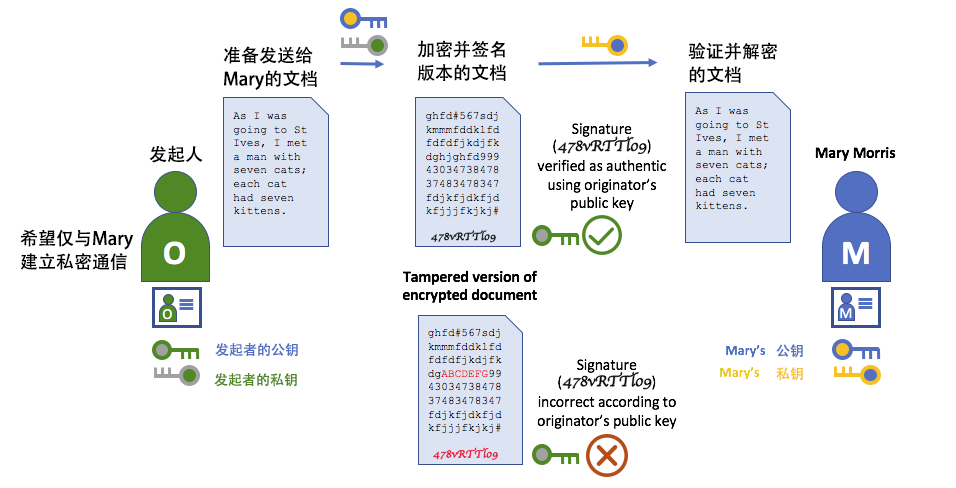 准备发送给
Mary的文档
加密并签名
版本的文档
验证并解密
的文档
发起人
希望仅与Mary
建立私密通信
O
O
发起者的公钥
发起者的私钥
As I was
going to St
Ives, I met
a man with
seven cats;
each cat
had seven
kittens.
ghfd#567sdj
kmmmfddklfd
fdfdfjkdjfk
dghjghfd999
43034738478
37483478347
fdjkfjdkfjd
kfjjjfkjkj#
478vRTTl09
Signature
(478vRTTl09)
verified as authentic
using originator's
public key
As I was
going to St
Ives, I met
a man with
seven cats;
each cat
had seven
kittens.
Mary Morris
M
M
Mary's 公钥
Mary's 私钥
Tampered version of
encrypted document
ghfd#567sdj
kmmmfddklfd
fdfdfjkdjfk
dgABCDEFG99
43034738478
37483478347
fdjkfjdkfjd
kfjjjfkjkj#
478vRTTl09
Signature
(478vRTTl09)
incorrect according to
originator's public key